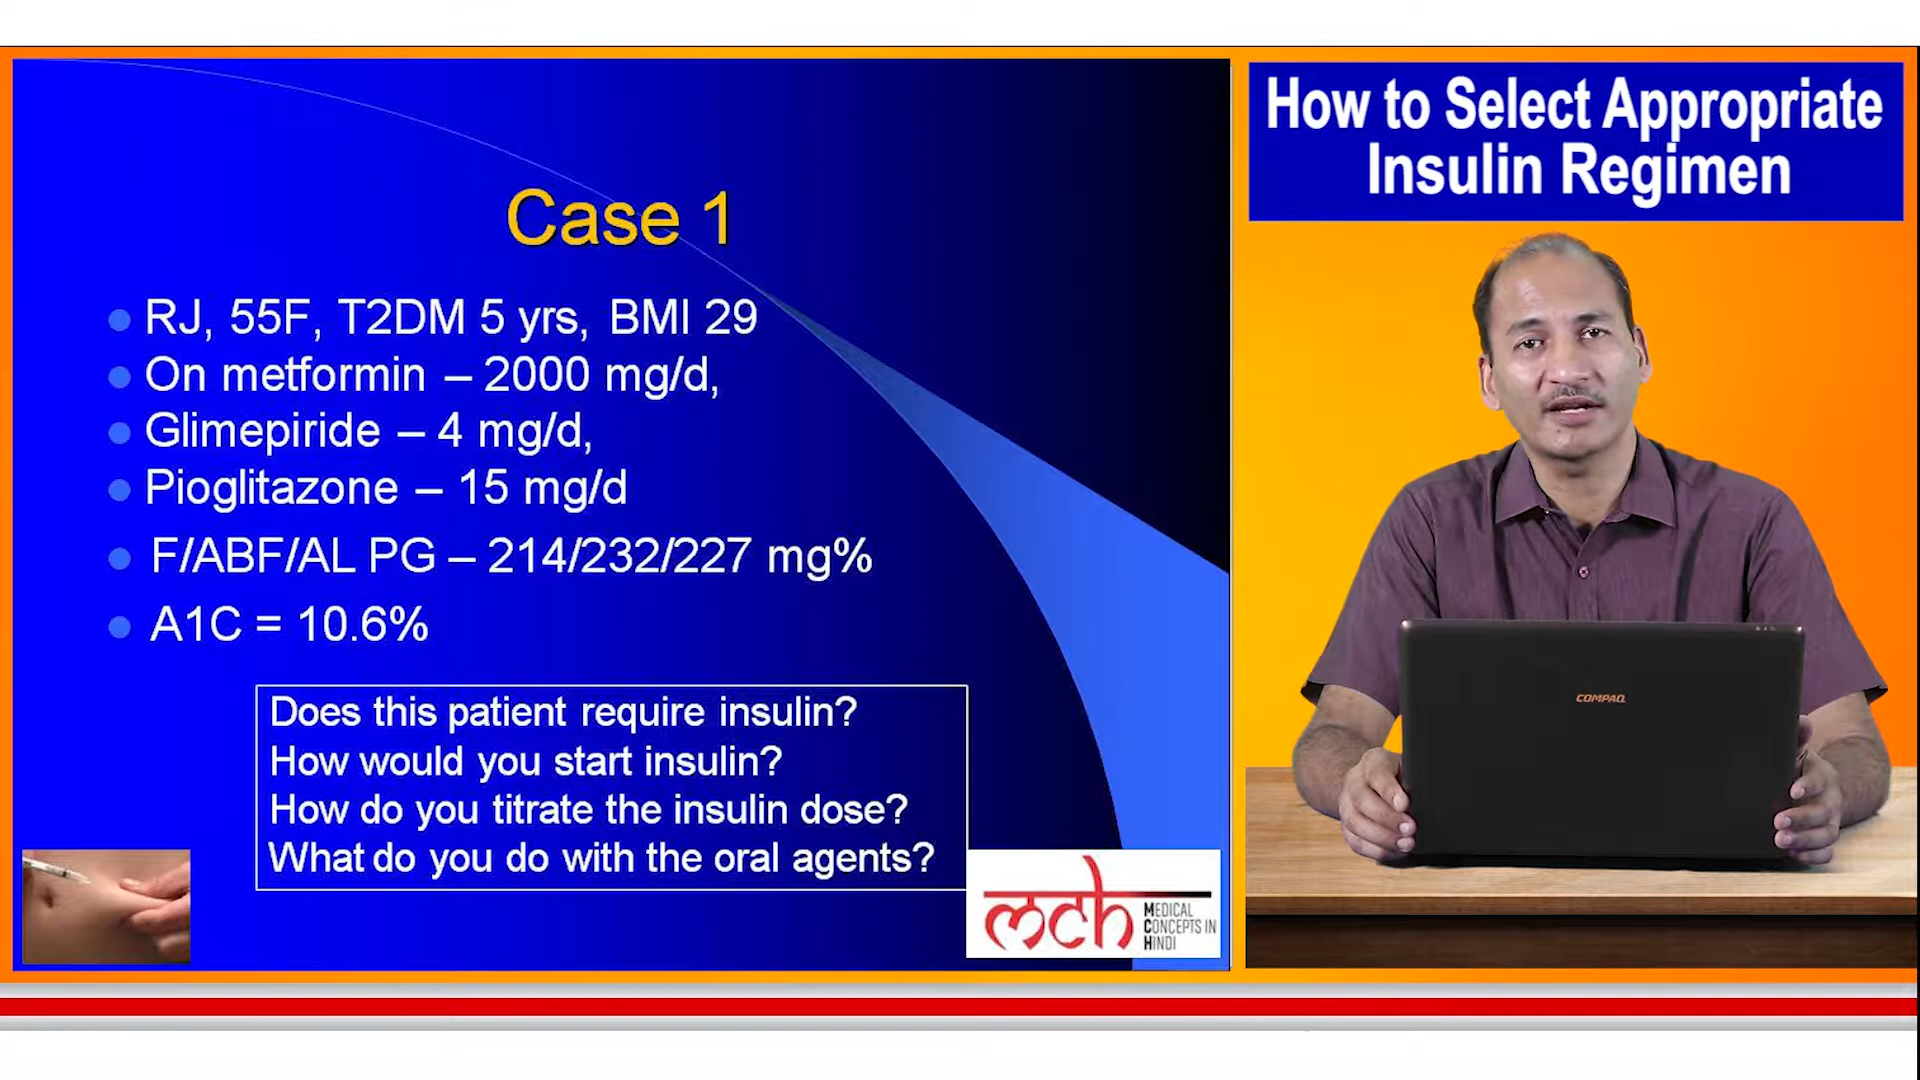 How to Select Appropriate
Insulin Regimen
Case 1
RJ, 55F, T2DM 5 yrs, BMI 29
On metformin – 2000 mg/d,
Glimepiride – 4 mg/d,
Pioglitazone – 15 mg/d
F/ABF/AL PG – 214/232/227 mg%
A1C = 10.6%
Does this patient require insulin?
How would you start insulin?
How do you titrate the insulin dose?
What do you do with the oral agents?
mch
MEDICAL
CONCEPTS IN
HINDI
COMPAQ